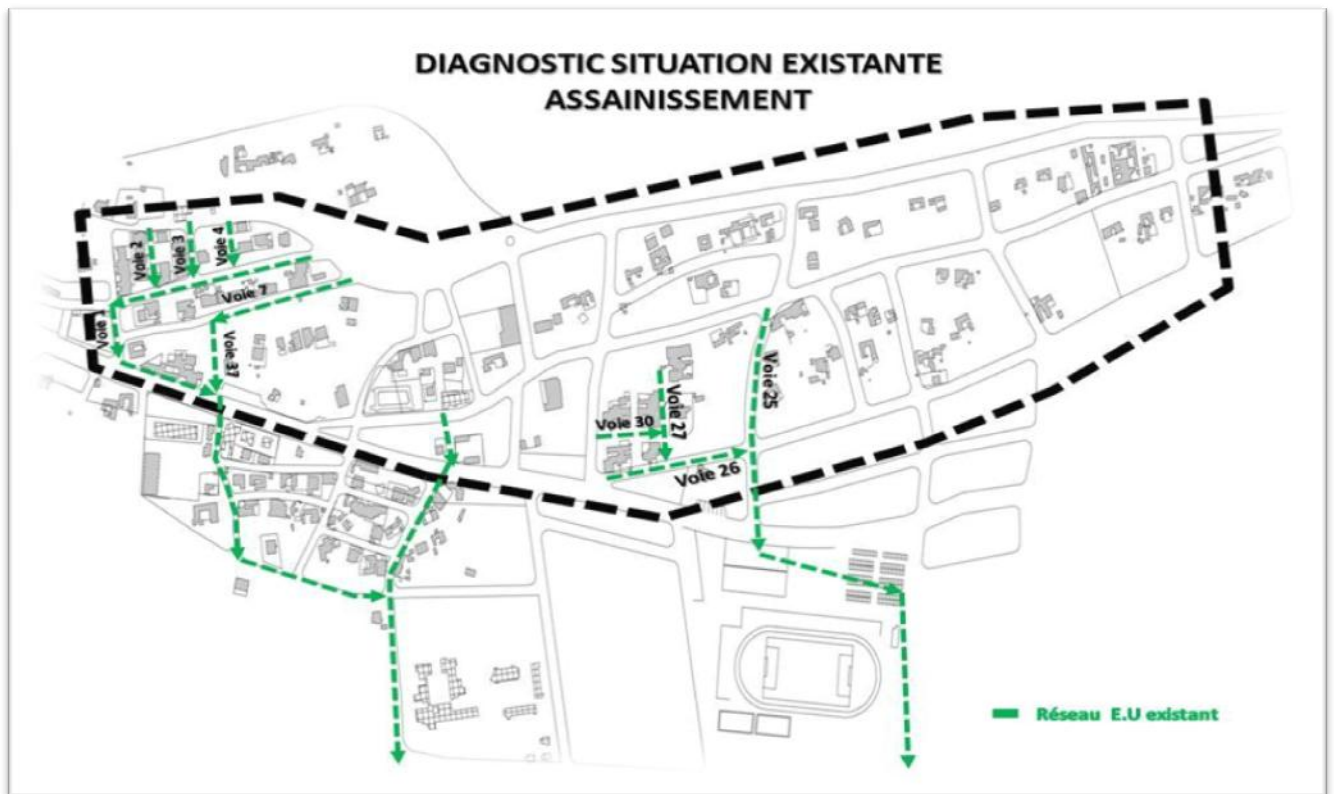 DIAGNOSTIC SITUATION EXISTANTE
ASSAINISSEMENT
Voie 2
Voie 3
Voie 4
Voie 7
Voie
Voie 37
Voie 25
Voie 27
Voie 30
Voie 26
Réseau E.U existant